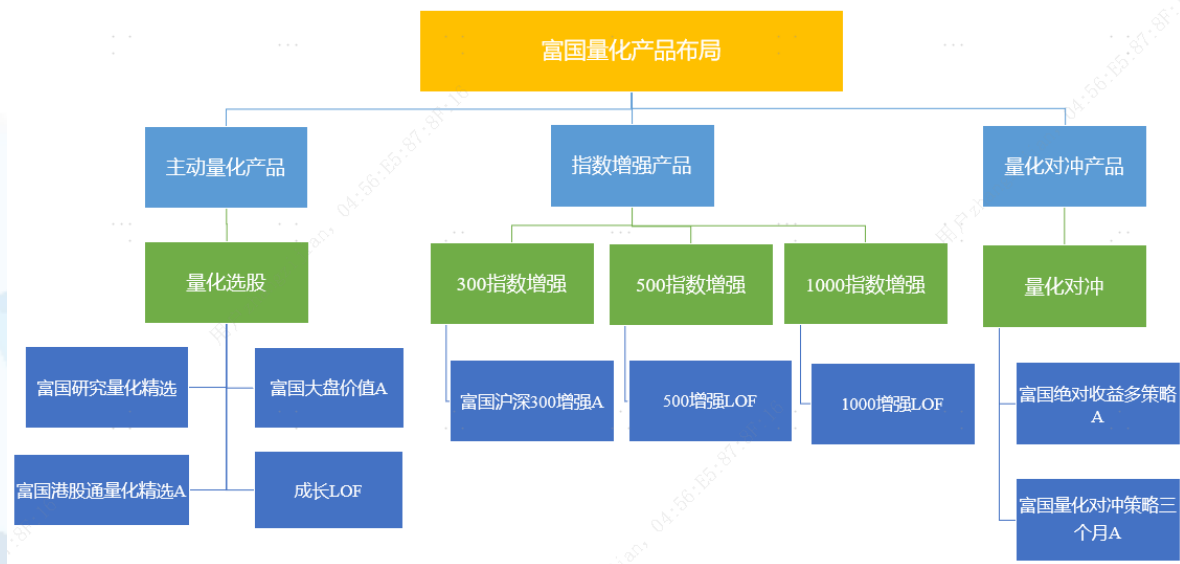 富国量化产品布局
主动量化产品
指数增强产品
量化对冲产品
量化选股
300指数增强
500指数增强
1000指数增强
量化对冲
富国研究量化精选
富国大盘价值A
富国沪深300增强A
500增强LOF
1000增强LOF
富国绝对收益多策略
A
富国港股通量化精选A
成长LOF
富国量化对冲策略三
个月A